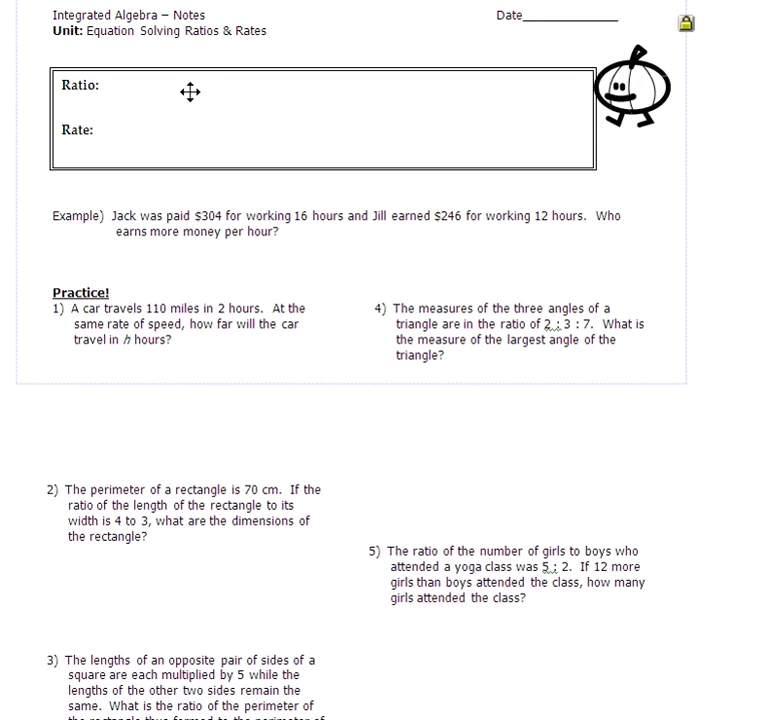 Integrated Algebra – Notes
Date_______________
Unit: Equation Solving Ratios & Rates
Ratio:
Rate:
Example) Jack was paid $304 for working 16 hours and Jill earned $246 for working 12 hours. Who
earns more money per hour?
Practice!
1) A car travels 110 miles in 2 hours. At the
same rate of speed, how far will the car
travel in h hours?
2) The perimeter of a rectangle is 70 cm. If the
ratio of the length of the rectangle to its
width is 4 to 3, what are the dimensions of
the rectangle?
3) The lengths of an opposite pair of sides of a
square are each multiplied by 5 while the
lengths of the other two sides remain the
same. What is the ratio of the perimeter of
the rectangle thus formed to the perimeter of
4) The measures of the three angles of a
triangle are in the ratio of 2 : 3 : 7. What is
the measure of the largest angle of the
triangle?
5) The ratio of the number of girls to boys who
attended a yoga class was 5 : 2. If 12 more
girls than boys attended the class, how many
girls attended the class?